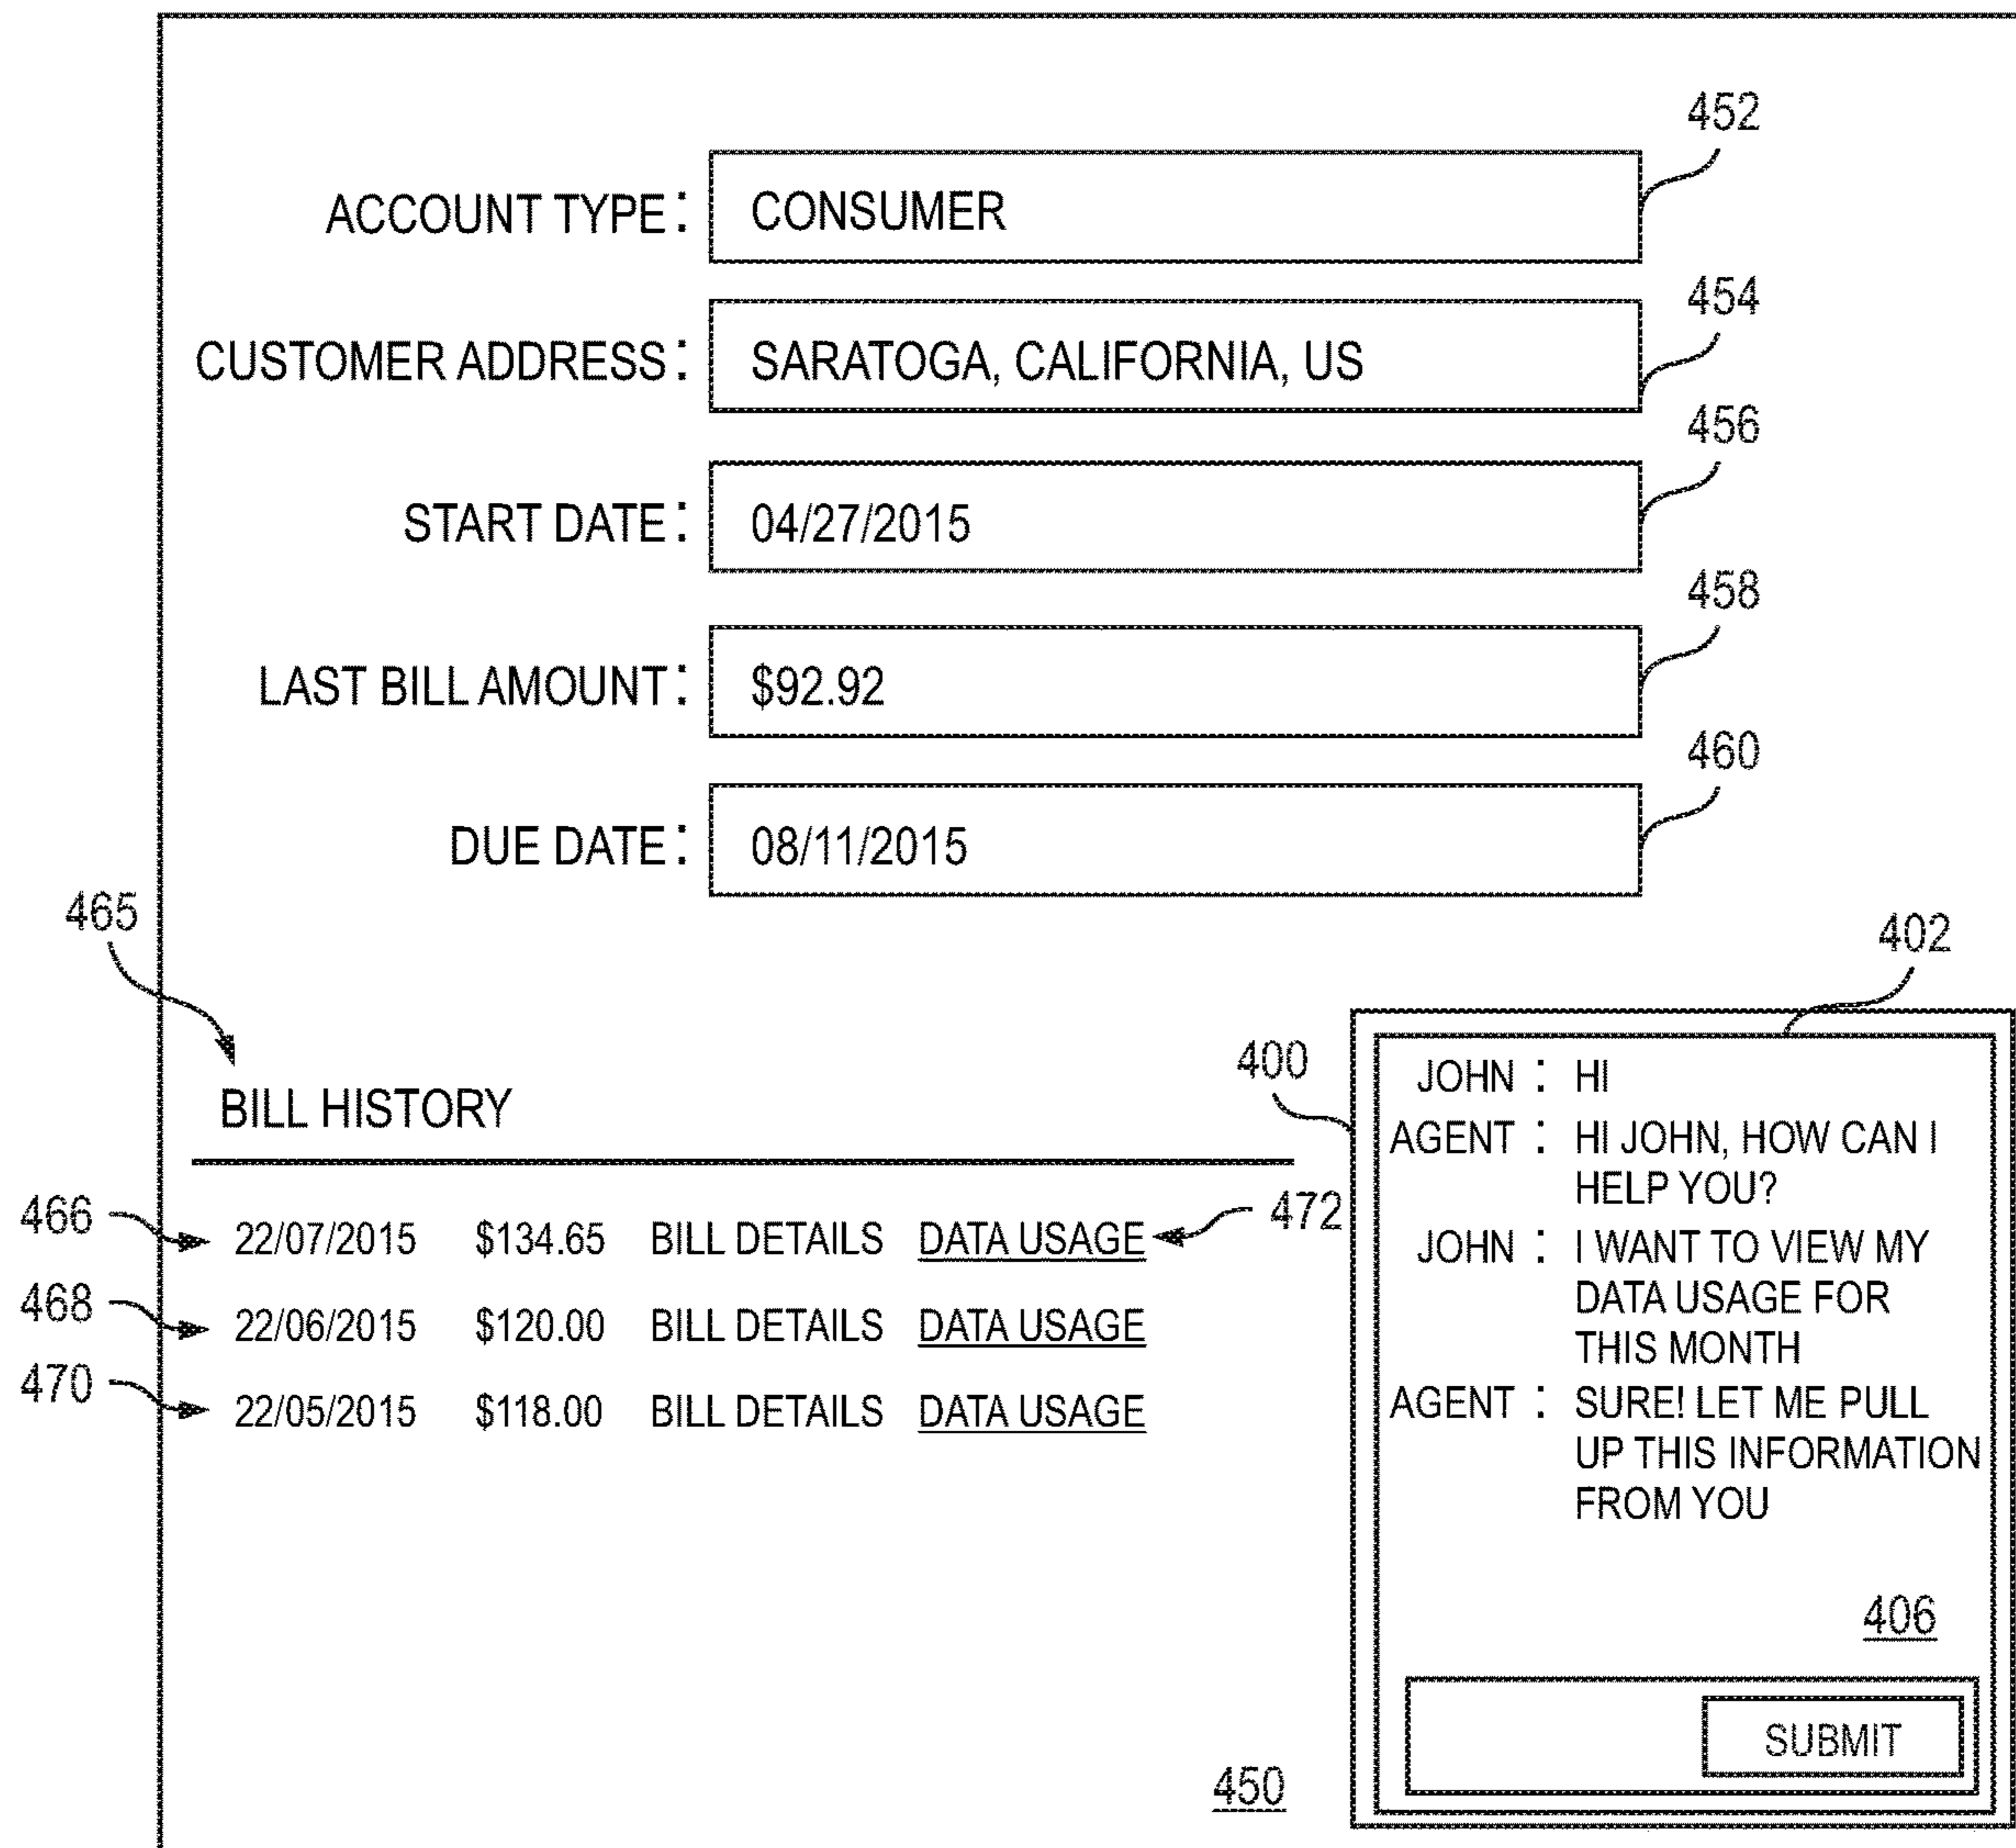 452
ACCOUNT TYPE: CONSUMER
454
CUSTOMER ADDRESS: SARATOGA, CALIFORNIA, US
456
START DATE: 04/27/2015
458
LAST BILL AMOUNT: $92.92
460
DUE DATE: 08/11/2015
465
BILL HISTORY
466 22/07/2015 $134.65 BILL DETAILS DATA USAGE 472
468 22/06/2015 $120.00 BILL DETAILS DATA USAGE
470 22/05/2015 $118.00 BILL DETAILS DATA USAGE
402
400
JOHN : HI
AGENT : HI JOHN, HOW CAN I
HELP YOU?
JOHN : I WANT TO VIEW MY
DATA USAGE FOR
THIS MONTH
AGENT : SURE! LET ME PULL
UP THIS INFORMATION
FROM YOU
406
SUBMIT
450